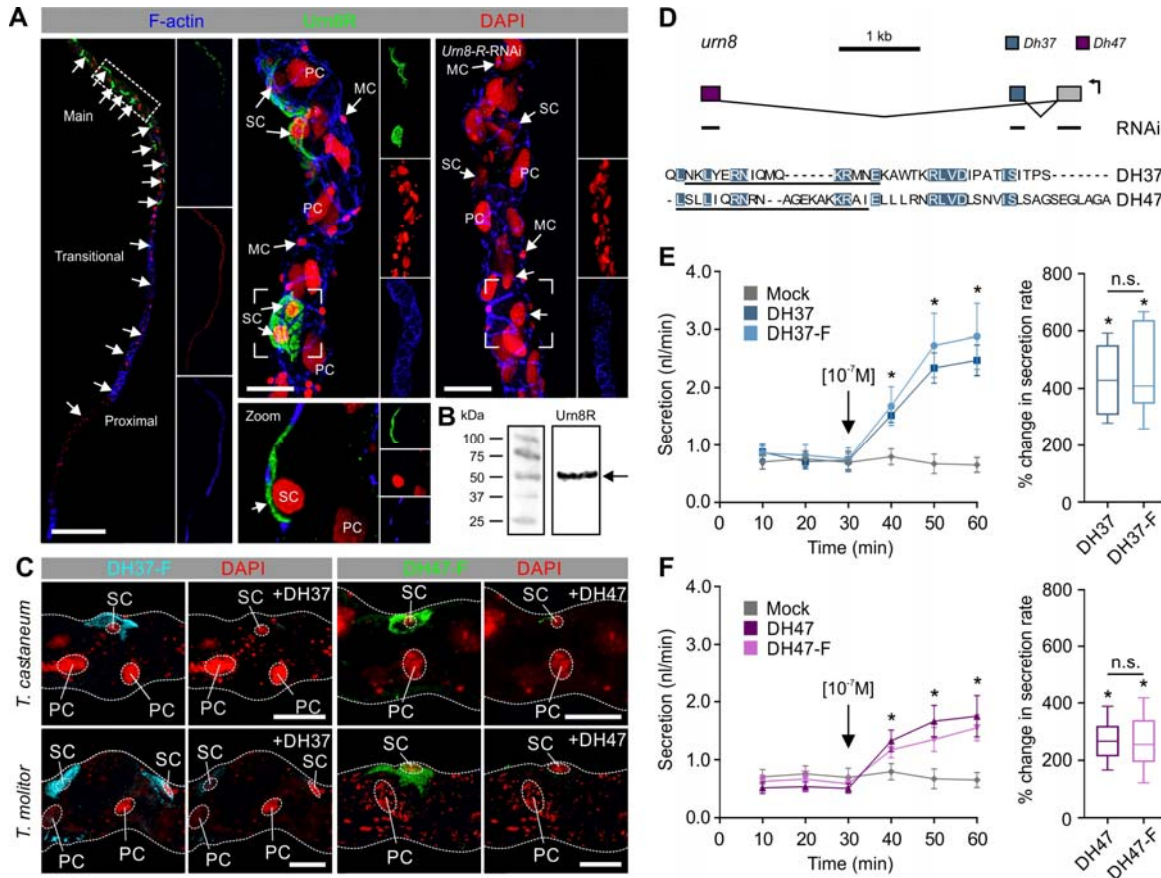 A
F-actin
Urn8R
DAPI
Main
Transitional
Proximal
PC
SC
MC
PC
MC
SC
PC
Urn8-R-RNAi
MC
PC
SC
SC
PC
PC
MC
Zoom
SC
PC
B
kDa
Urn8R
100
75
50
37
25
C
DH37-F
DAPI
DH47-F
DAPI
T. castaneum
SC
PC
PC
+DH37
SC
PC
PC
SC
PC
+DH47
SC
PC
T. molitor
SC
SC
PC
PC
+DH37
SC
SC
PC
PC
SC
PC
+DH47
SC
PC
D
urn8
1 kb
Dh37
Dh47
RNAi
QLNKLYERNIQMQ------KRMNEKAWTKRLVDIPATISITPS------- DH37
LSLLIQRNRN--AGEKAKKRAIELLLRNRLVDLSNVISLSAGSEGLAGA DH47
E
Secretion (nl/min)
4.0
3.0
2.0
1.0
0.0
Mock
DH37
DH37-F
[10⁻⁷M]
*
*
*
10 20 30 40 50 60
Time (min)
% change in secretion rate
800
600
400
200
0
n.s.
* *
DH37
DH37-F
F
Secretion (nl/min)
4.0
3.0
2.0
1.0
0.0
Mock
DH47
DH47-F
[10⁻⁷M]
*
*
*
10 20 30 40 50 60
Time (min)
% change in secretion rate
800
600
400
200
0
n.s.
* *
DH47
DH47-F